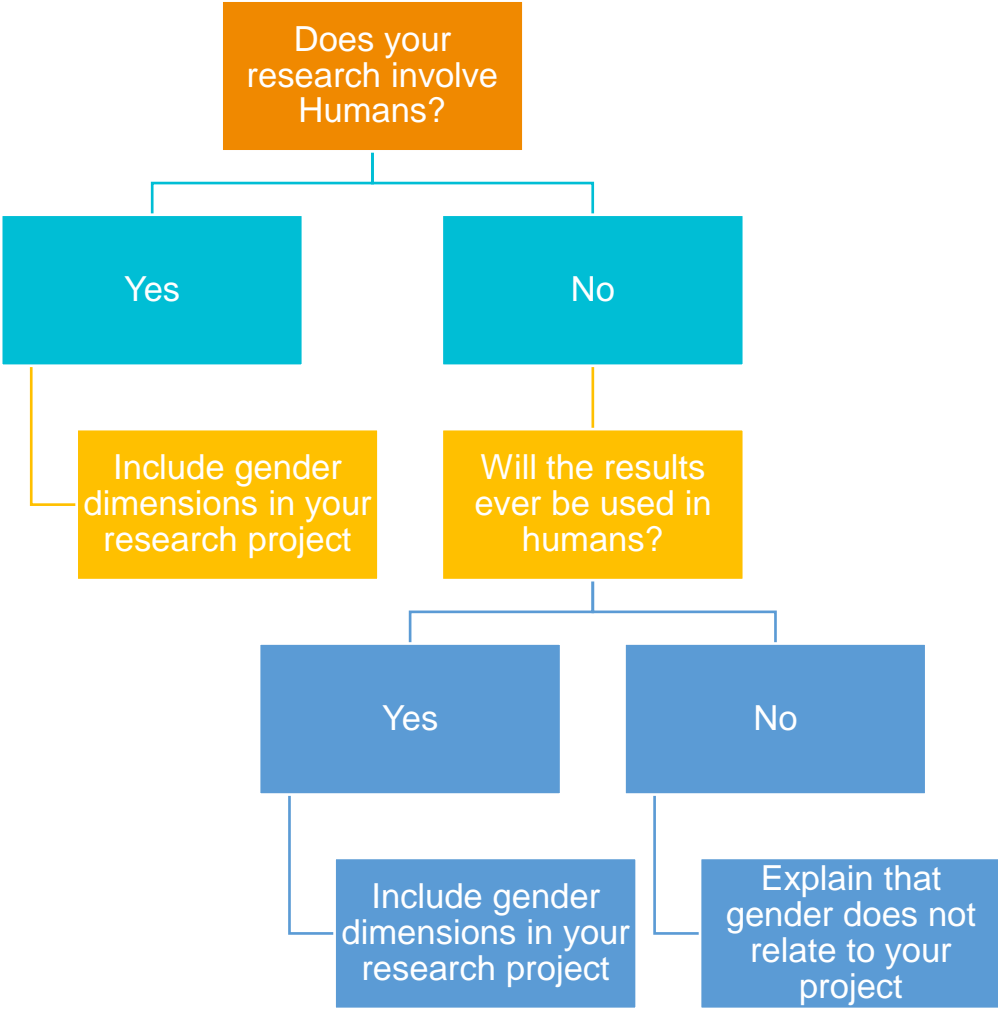 Does your
research involve
Humans?
Yes
No
Include gender
dimensions in your
research project
Will the results
ever be used in
humans?
Yes
No
Include gender
dimensions in your
research project
Explain that
gender does not
relate to your
project